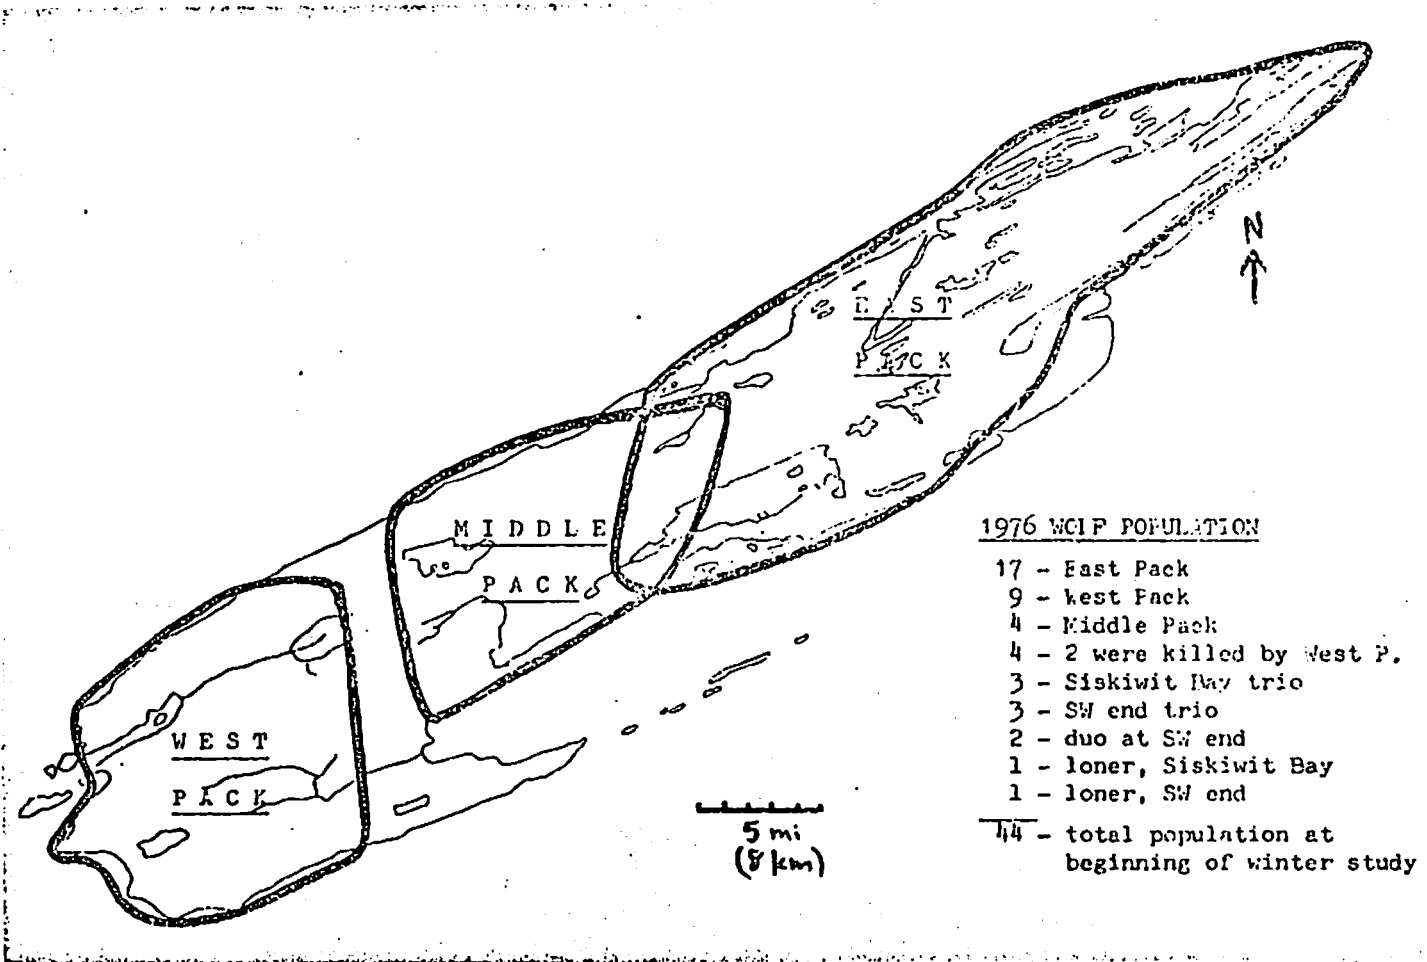 N
EAST
PACK
MIDDLE
PACK
WEST
PACK
5 mi
(8 km)
1976 WOLF POPULATION
17 - East Pack
9 - West Pack
4 - Middle Pack
4 - 2 were killed by West P.
3 - Siskiwit Bay trio
3 - SW end trio
2 - duo at SW end
1 - loner, Siskiwit Bay
1 - loner, SW end
44 - total population at
beginning of winter study